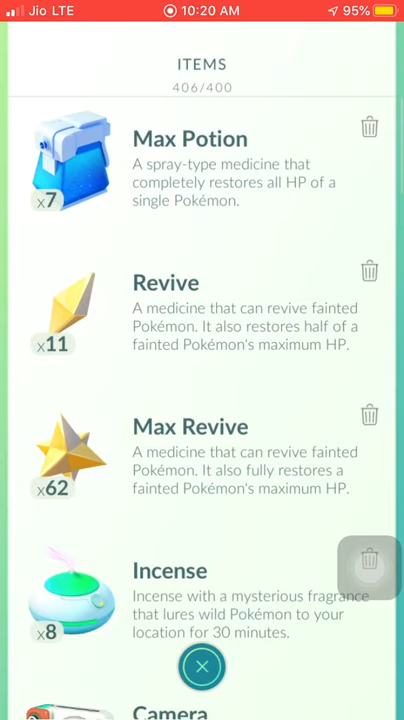 Jio LTE 10:20 AM 95%
ITEMS
406/400
Max Potion
A spray-type medicine that
completely restores all HP of a
single Pokémon.
x7
Revive
A medicine that can revive fainted
Pokémon. It also restores half of a
fainted Pokémon's maximum HP.
x11
Max Revive
A medicine that can revive fainted
Pokémon. It also fully restores a
fainted Pokémon's maximum HP.
x62
Incense
Incense with a mysterious fragrance
that lures wild Pokémon to your
location for 30 minutes.
x8
Camera